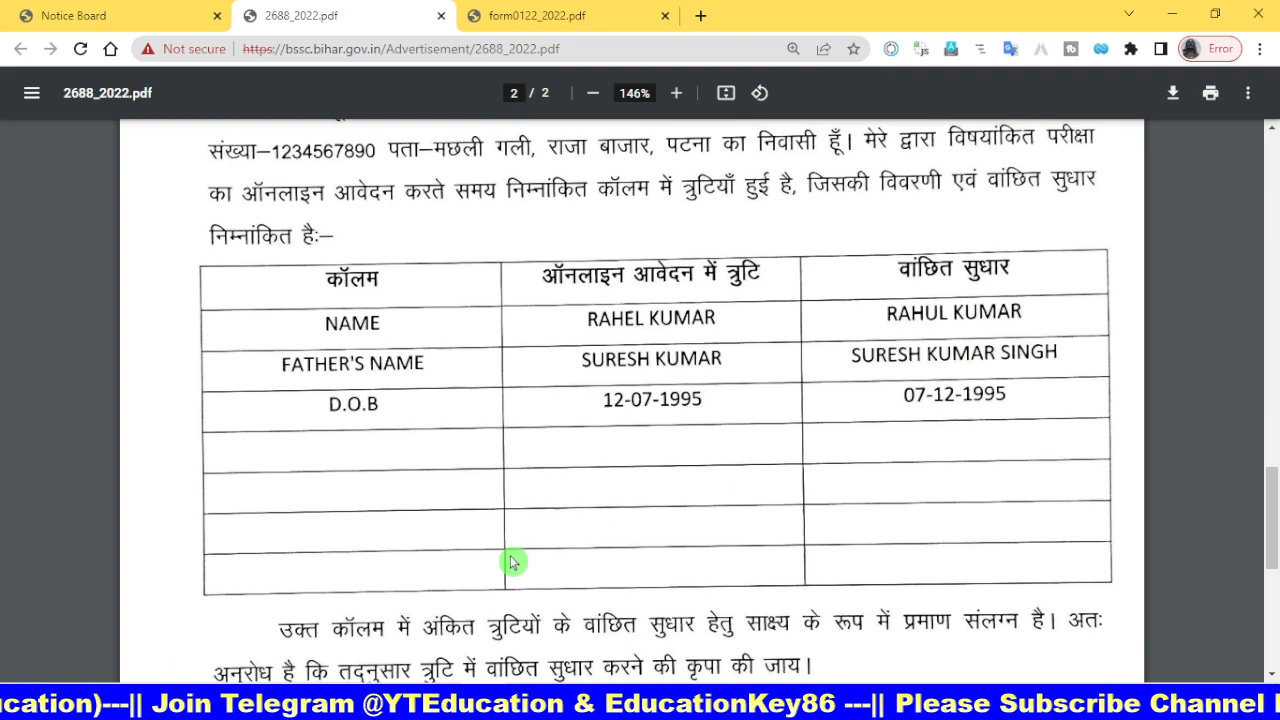 Notice Board
2688_2022.pdf
form0122_2022.pdf
Not secure
https://bssc.bihar.gov.in/Advertisement/2688_2022.pdf
Error
2688_2022.pdf
2 / 2
146%
संख्या–1234567890 पता–मछली गली, राजा बाजार, पटना का निवासी हूँ। मेरे द्वारा विषयांकित परीक्षा
का ऑनलाइन आवेदन करते समय निम्नांकित कॉलम में त्रुटियाँ हुई है, जिसकी विवरणी एवं वांछित सुधार
निम्नांकित हैः–
कॉलम ऑनलाइन आवेदन में त्रुटि वांछित सुधार
NAME RAHEL KUMAR RAHUL KUMAR
FATHER'S NAME SURESH KUMAR SURESH KUMAR SINGH
D.O.B 12-07-1995 07-12-1995
उक्त कॉलम में अंकित त्रुटियों के वांछित सुधार हेतु साक्ष्य के रूप में प्रमाण संलग्न है। अतः
अनुरोध है कि तद्नुसार त्रुटि में वांछित सुधार करने की कृपा की जाय।
cation)---|| Join Telegram @YTEducation & EducationKey86 ---|| Please Subscribe Channel